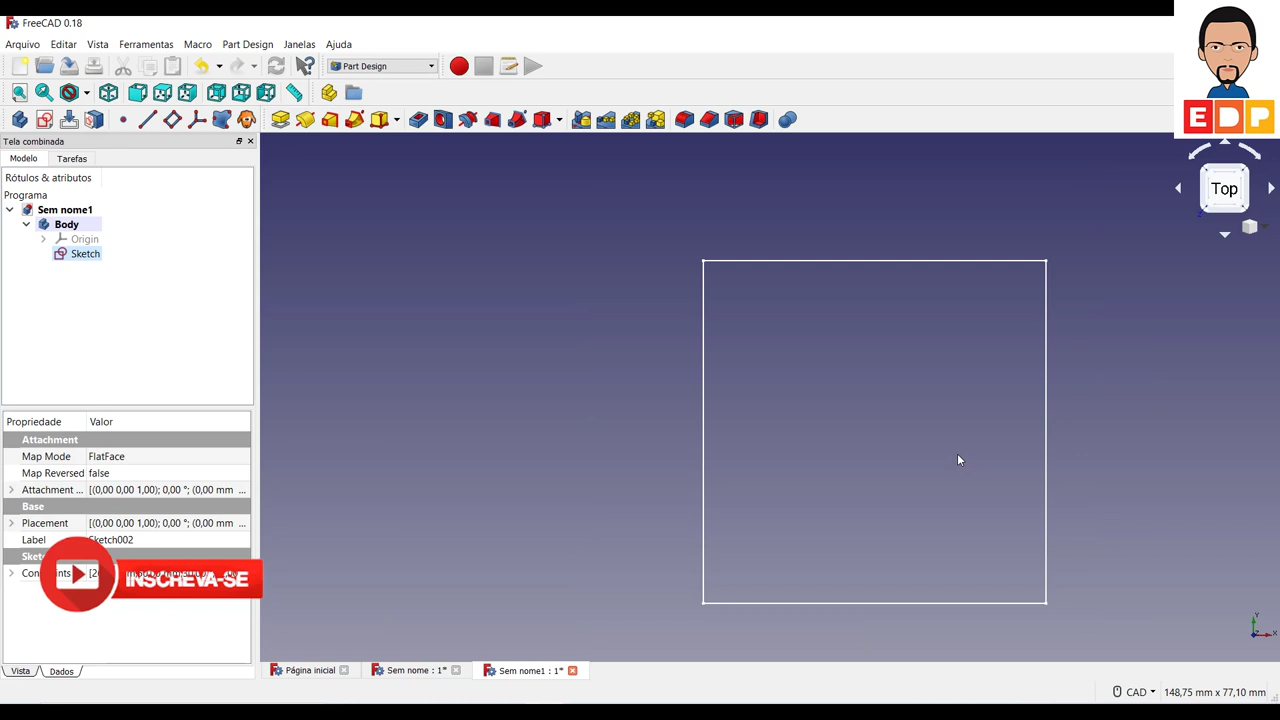 FreeCAD 0.18
Arquivo Editar Vista Ferramentas Macro Part Design Janelas Ajuda
Part Design
EDP
Tela combinada
Modelo Tarefas
Rótulos & atributos
Programa
Sem nome1
Body
Origin
Sketch
Top
Propriedade Valor
Attachment
Map Mode FlatFace
Map Reversed false
Attachment ... [(0,00 0,00 1,00); 0,00 °; (0,00 mm ...
Base
Placement [(0,00 0,00 1,00); 0,00 °; (0,00 mm ...
Label Sketch002
INSCREVA-SE
Vista Dados
Página inicial Sem nome : 1* Sem nome1 : 1*
Y
X
CAD 148,75 mm x 77,10 mm